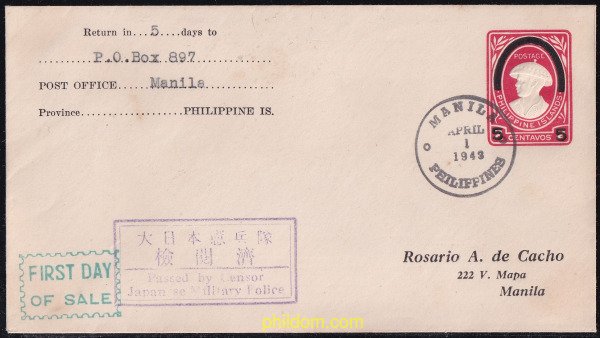 Return in...5....days to
P.O.Box 897
POST OFFICE Manila
Province PHILIPPINE IS.
POSTAGE
PHILIPPINE ISLANDS
5 CENTAVOS 5
MANILA
APRIL
1
1943
PHILIPPINES
大日本憲兵隊
檢閲濟
Passed by Censor
Japanese Military Police
FIRST DAY
OF SALE
Rosario A. de Cacho
222 V. Mapa
Manila
phildom.com